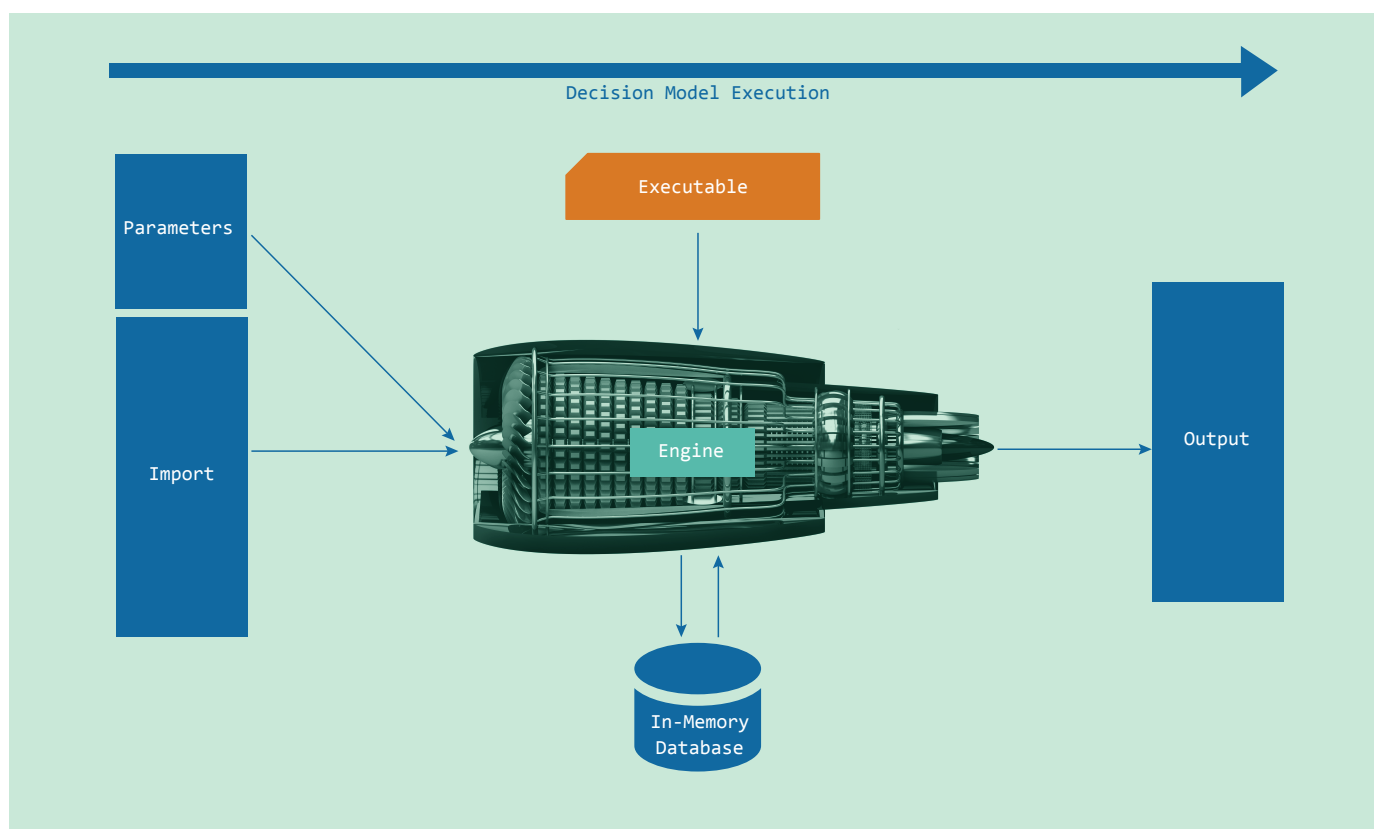 Decision Model Execution
Executable
Parameters
Import
Engine
Output
In-Memory
Database